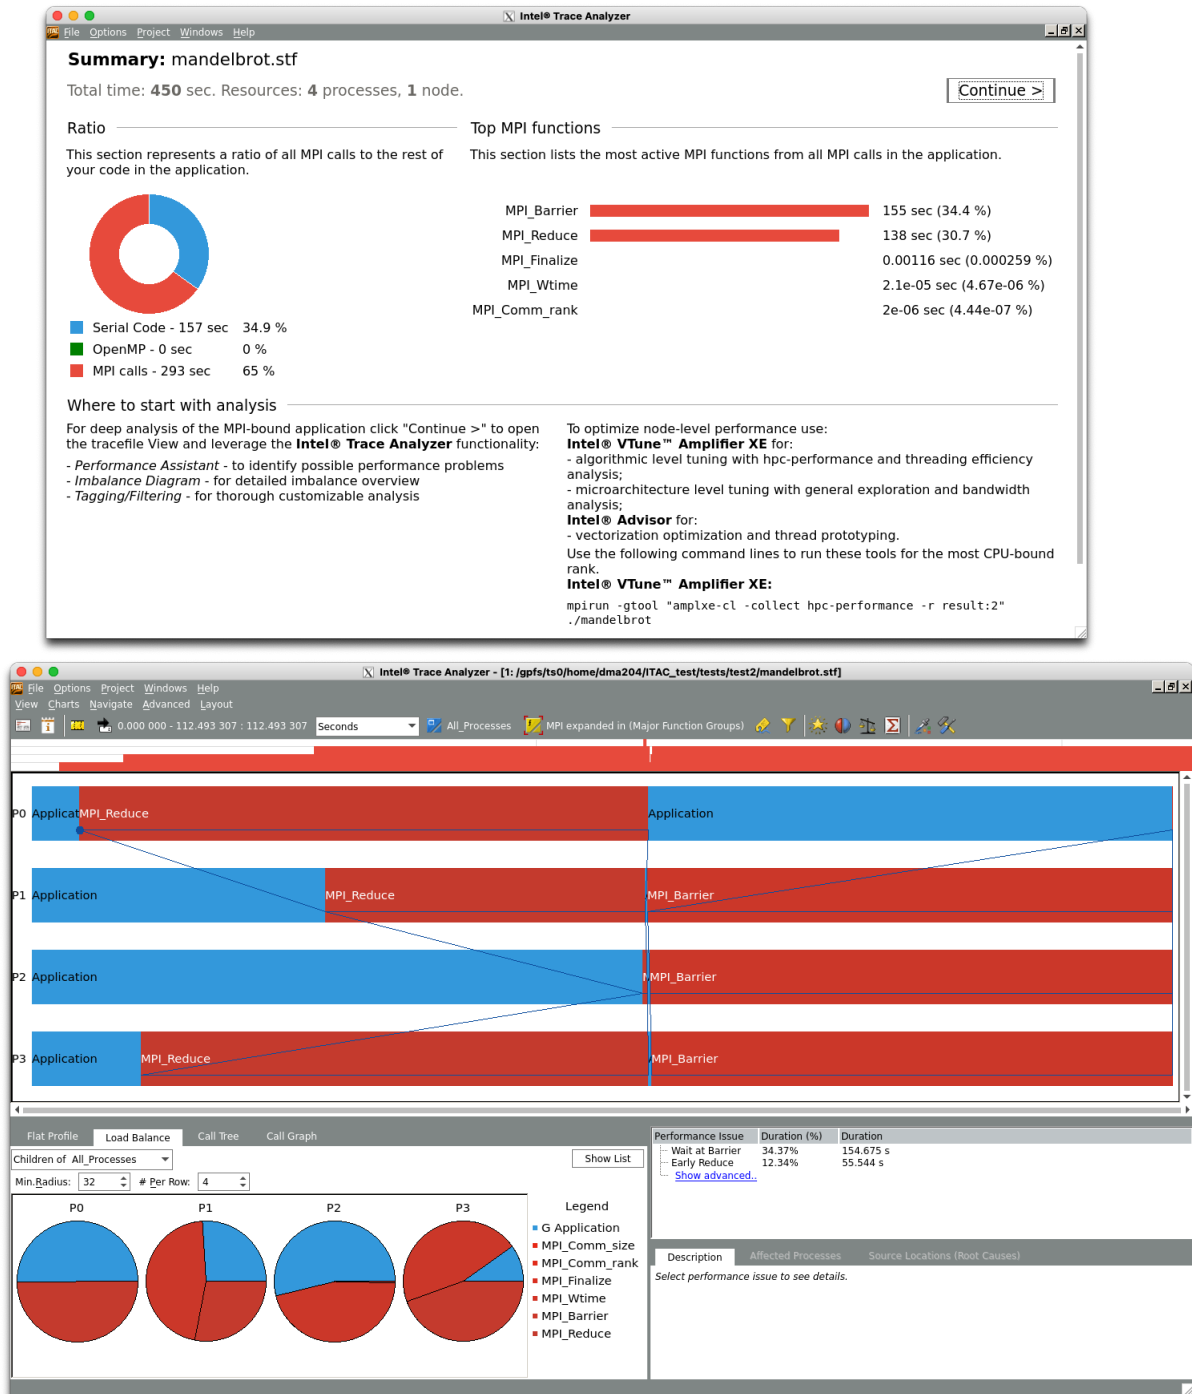 Intel® Trace Analyzer
File Options Project Windows Help
Summary: mandelbrot.stf
Total time: 450 sec. Resources: 4 processes, 1 node.
Continue >
Ratio
This section represents a ratio of all MPI calls to the rest of
your code in the application.
Serial Code - 157 sec 34.9 %
OpenMP - 0 sec 0 %
MPI calls - 293 sec 65 %
Top MPI functions
This section lists the most active MPI functions from all MPI calls in the application.
MPI_Barrier 155 sec (34.4 %)
MPI_Reduce 138 sec (30.7 %)
MPI_Finalize 0.00116 sec (0.000259 %)
MPI_Wtime 2.1e-05 sec (4.67e-06 %)
MPI_Comm_rank 2e-06 sec (4.44e-07 %)
Where to start with analysis
For deep analysis of the MPI-bound application click "Continue >" to open
the tracefile View and leverage the Intel® Trace Analyzer functionality:
- Performance Assistant - to identify possible performance problems
- Imbalance Diagram - for detailed imbalance overview
- Tagging/Filtering - for thorough customizable analysis
To optimize node-level performance use:
Intel® VTune™ Amplifier XE for:
- algorithmic level tuning with hpc-performance and threading efficiency
analysis;
- microarchitecture level tuning with general exploration and bandwidth
analysis;
Intel® Advisor for:
- vectorization optimization and thread prototyping.
Use the following command lines to run these tools for the most CPU-bound
rank.
Intel® VTune™ Amplifier XE:
mpirun -gtool "amplxe-cl -collect hpc-performance -r result:2"
./mandelbrot
Intel® Trace Analyzer - [1: /gpfs/ts0/home/dma204/ITAC_test/tests/test2/mandelbrot.stf]
File Options Project Windows Help
View Charts Navigate Advanced Layout
0.000 000 - 112.493 307 : 112.493 307 Seconds All_Processes MPI expanded in (Major Function Groups)
P0 Applicat MPI_Reduce Application
P1 Application MPI_Reduce MPI_Barrier
P2 Application MPI_Barrier
P3 Application MPI_Reduce MPI_Barrier
Flat Profile Load Balance Call Tree Call Graph
Children of All_Processes Show List
Min.Radius: 32 # Per Row: 4
P0 P1 P2 P3
Legend
G Application
MPI_Comm_size
MPI_Comm_rank
MPI_Finalize
MPI_Wtime
MPI_Barrier
MPI_Reduce
Performance Issue Duration (%) Duration
Wait at Barrier 34.37% 154.675 s
Early Reduce 12.34% 55.544 s
Show advanced..
Description Affected Processes Source Locations (Root Causes)
Select performance issue to see details.